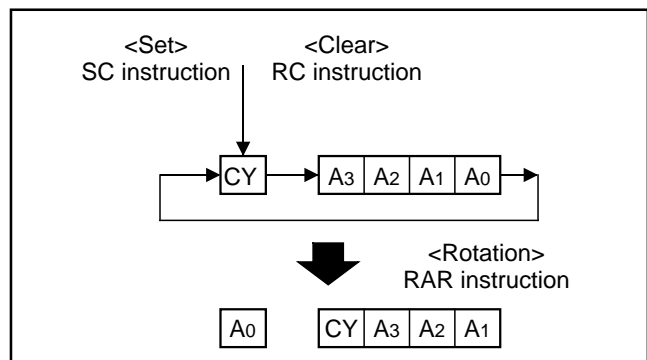 <Set> <Clear>
SC instruction RC instruction
CY A3 A2 A1 A0
<Rotation>
RAR instruction
A0 CY A3 A2 A1